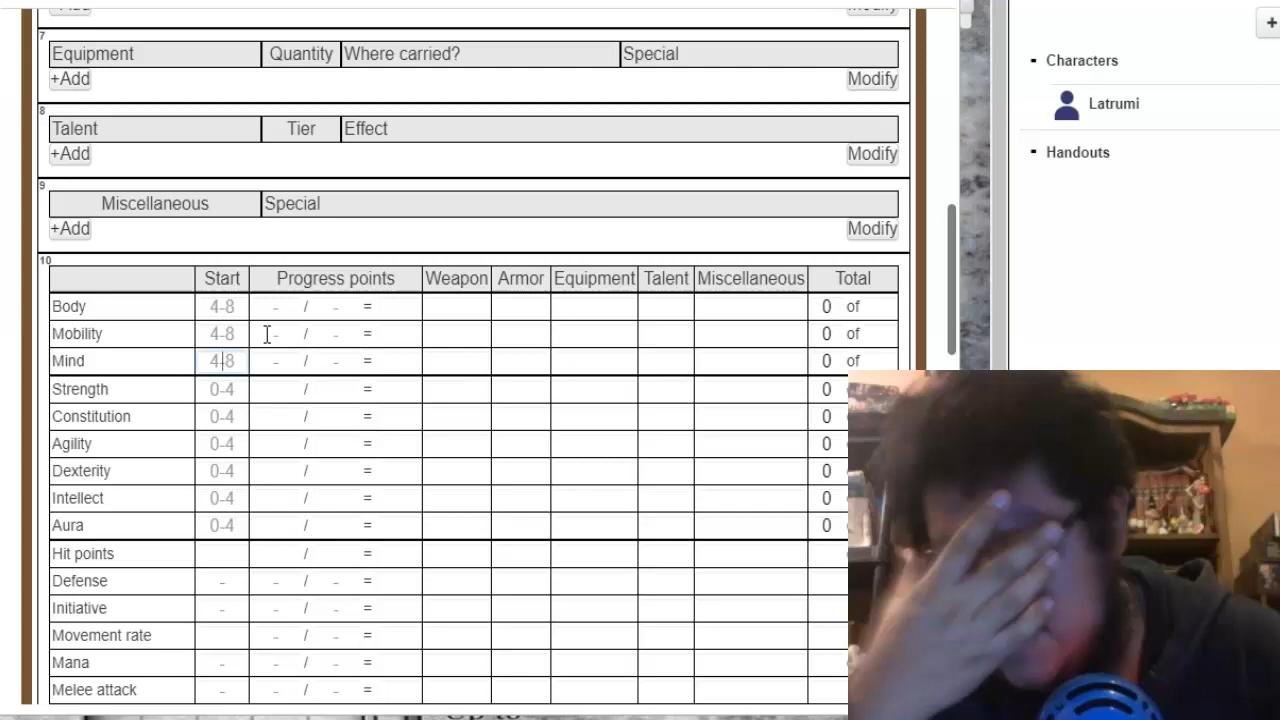 7
Equipment Quantity Where carried? Special
+Add Modify
8
Talent Tier Effect
+Add Modify
9
Miscellaneous Special
+Add Modify
10
Start Progress points Weapon Armor Equipment Talent Miscellaneous Total
Body 4-8 - / - = 0 of
Mobility 4-8 - / - = 0 of
Mind 4-8 - / - = 0 of
Strength 0-4 / = 0
Constitution 0-4 / = 0
Agility 0-4 / = 0
Dexterity 0-4 / = 0
Intellect 0-4 / = 0
Aura 0-4 / = 0
Hit points / =
Defense - - / - =
Initiative - - / - =
Movement rate - / - =
Mana - - / - =
Melee attack - - / - =
+
Characters
Latrumi
Handouts